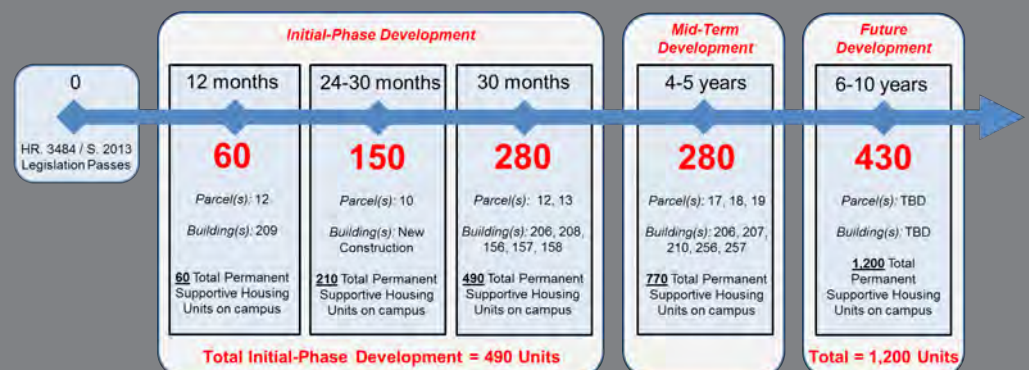 Initial-Phase Development
Mid-Term
Development
Future
Development
0
HR. 3484 / S. 2013
Legislation Passes
12 months
60
Parcel(s): 12
Building(s): 209
60 Total Permanent
Supportive Housing
Units on campus
24-30 months
150
Parcel(s): 10
Building(s): New
Construction
210 Total Permanent
Supportive Housing
Units on campus
30 months
280
Parcel(s): 12, 13
Building(s): 206, 208,
156, 157, 158
490 Total Permanent
Supportive Housing
Units on campus
4-5 years
280
Parcel(s): 17, 18, 19
Building(s): 206, 207,
210, 256, 257
770 Total Permanent
Supportive Housing
Units on campus
6-10 years
430
Parcel(s): TBD
Building(s): TBD
1,200 Total
Permanent
Supportive Housing
Units on campus
Total Initial-Phase Development = 490 Units
Total = 1,200 Units